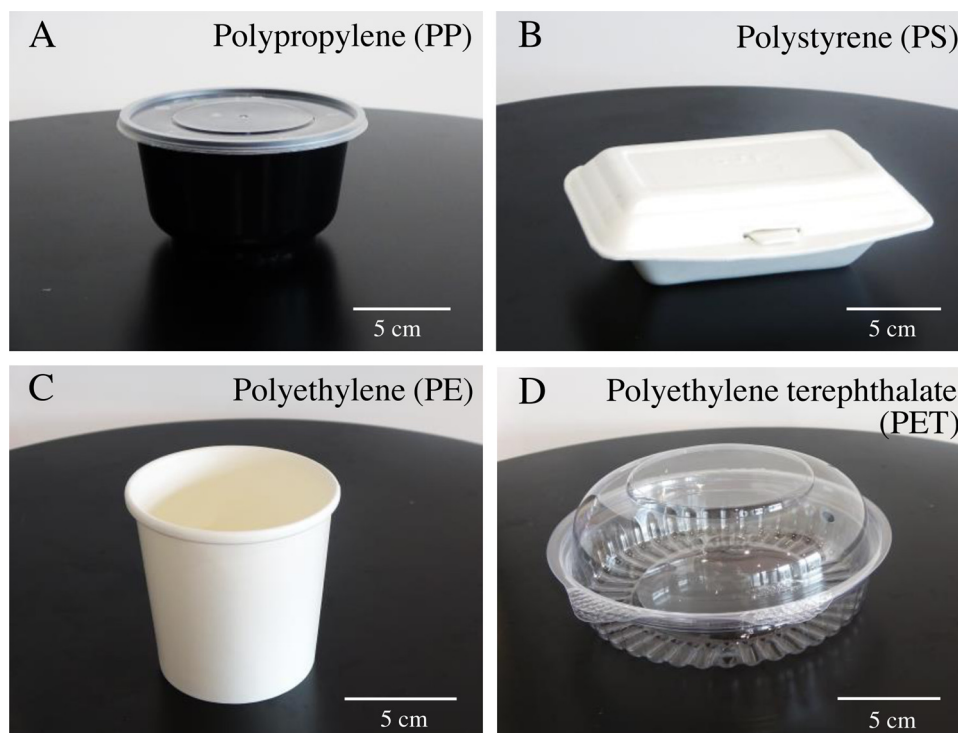 A
Polypropylene (PP)
5 cm
B
Polystyrene (PS)
5 cm
C
Polyethylene (PE)
5 cm
D
Polyethylene terephthalate
(PET)
5 cm